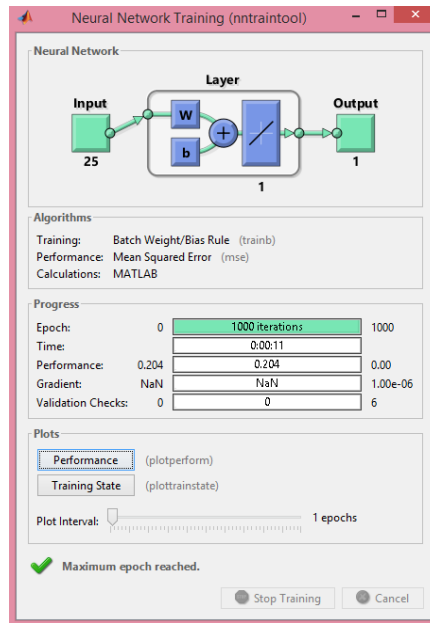 Neural Network Training (nntraintool)
Neural Network
Layer
Input
Output
W
b
25
1
1
Algorithms
Training: Batch Weight/Bias Rule (trainb)
Performance: Mean Squared Error (mse)
Calculations: MATLAB
Progress
Epoch: 0 1000 iterations 1000
Time: 0:00:11
Performance: 0.204 0.204 0.00
Gradient: NaN NaN 1.00e-06
Validation Checks: 0 0 6
Plots
Performance (plotperform)
Training State (plottrainstate)
Plot Interval: 1 epochs
Maximum epoch reached.
Stop Training Cancel